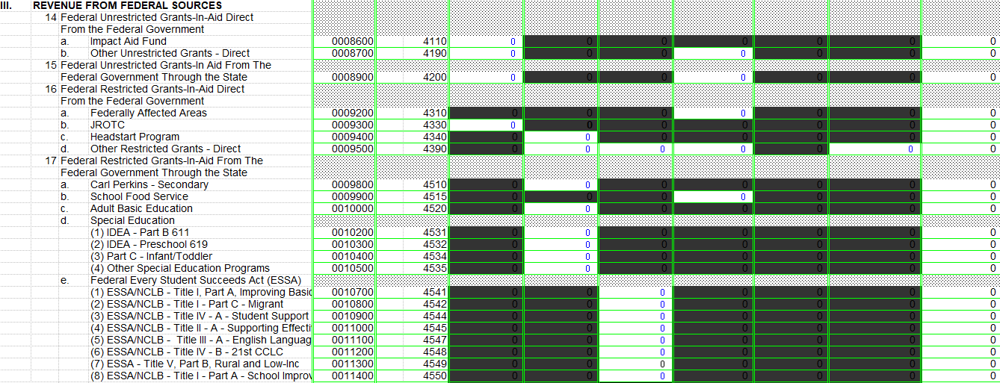 III. REVENUE FROM FEDERAL SOURCES
14 Federal Unrestricted Grants-In-Aid Direct
From the Federal Government
a. Impact Aid Fund 0008600 4110 0 0 0 0 0 0 0
b. Other Unrestricted Grants - Direct 0008700 4190 0 0 0 0 0 0 0
15 Federal Unrestricted Grants-In Aid From The
Federal Government Through the State 0008900 4200 0 0 0 0 0 0 0
16 Federal Restricted Grants-In-Aid Direct
From the Federal Government
a. Federally Affected Areas 0009200 4310 0 0 0 0 0 0 0
b. JROTC 0009300 4330 0 0 0 0 0 0 0
c. Headstart Program 0009400 4340 0 0 0 0 0 0 0
d. Other Restricted Grants - Direct 0009500 4390 0 0 0 0 0 0 0
17 Federal Restricted Grants-In-Aid From The
Federal Government Through the State
a. Carl Perkins - Secondary 0009800 4510 0 0 0 0 0 0 0
b. School Food Service 0009900 4515 0 0 0 0 0 0 0
c. Adult Basic Education 0010000 4520 0 0 0 0 0 0 0
d. Special Education
(1) IDEA - Part B 611 0010200 4531 0 0 0 0 0 0 0
(2) IDEA - Preschool 619 0010300 4532 0 0 0 0 0 0 0
(3) Part C - Infant/Toddler 0010400 4534 0 0 0 0 0 0 0
(4) Other Special Education Programs 0010500 4535 0 0 0 0 0 0 0
e. Federal Every Student Succeeds Act (ESSA)
(1) ESSA/NCLB - Title I, Part A, Improving Basic 0010700 4541 0 0 0 0 0 0 0
(2) ESSA/NCLB - Title I - Part C - Migrant 0010800 4542 0 0 0 0 0 0 0
(3) ESSA/NCLB - Title IV - A - Student Support 0010900 4544 0 0 0 0 0 0 0
(4) ESSA/NCLB - Title II - A - Supporting Effecti 0011000 4545 0 0 0 0 0 0 0
(5) ESSA/NCLB - Title III - A - English Languag 0011100 4547 0 0 0 0 0 0 0
(6) ESSA/NCLB - Title IV - B - 21st CCLC 0011200 4548 0 0 0 0 0 0 0
(7) ESSA - Title V, Part B, Rural and Low-Inc 0011300 4549 0 0 0 0 0 0 0
(8) ESSA/NCLB - Title I - Part A - School Improv 0011400 4550 0 0 0 0 0 0 0